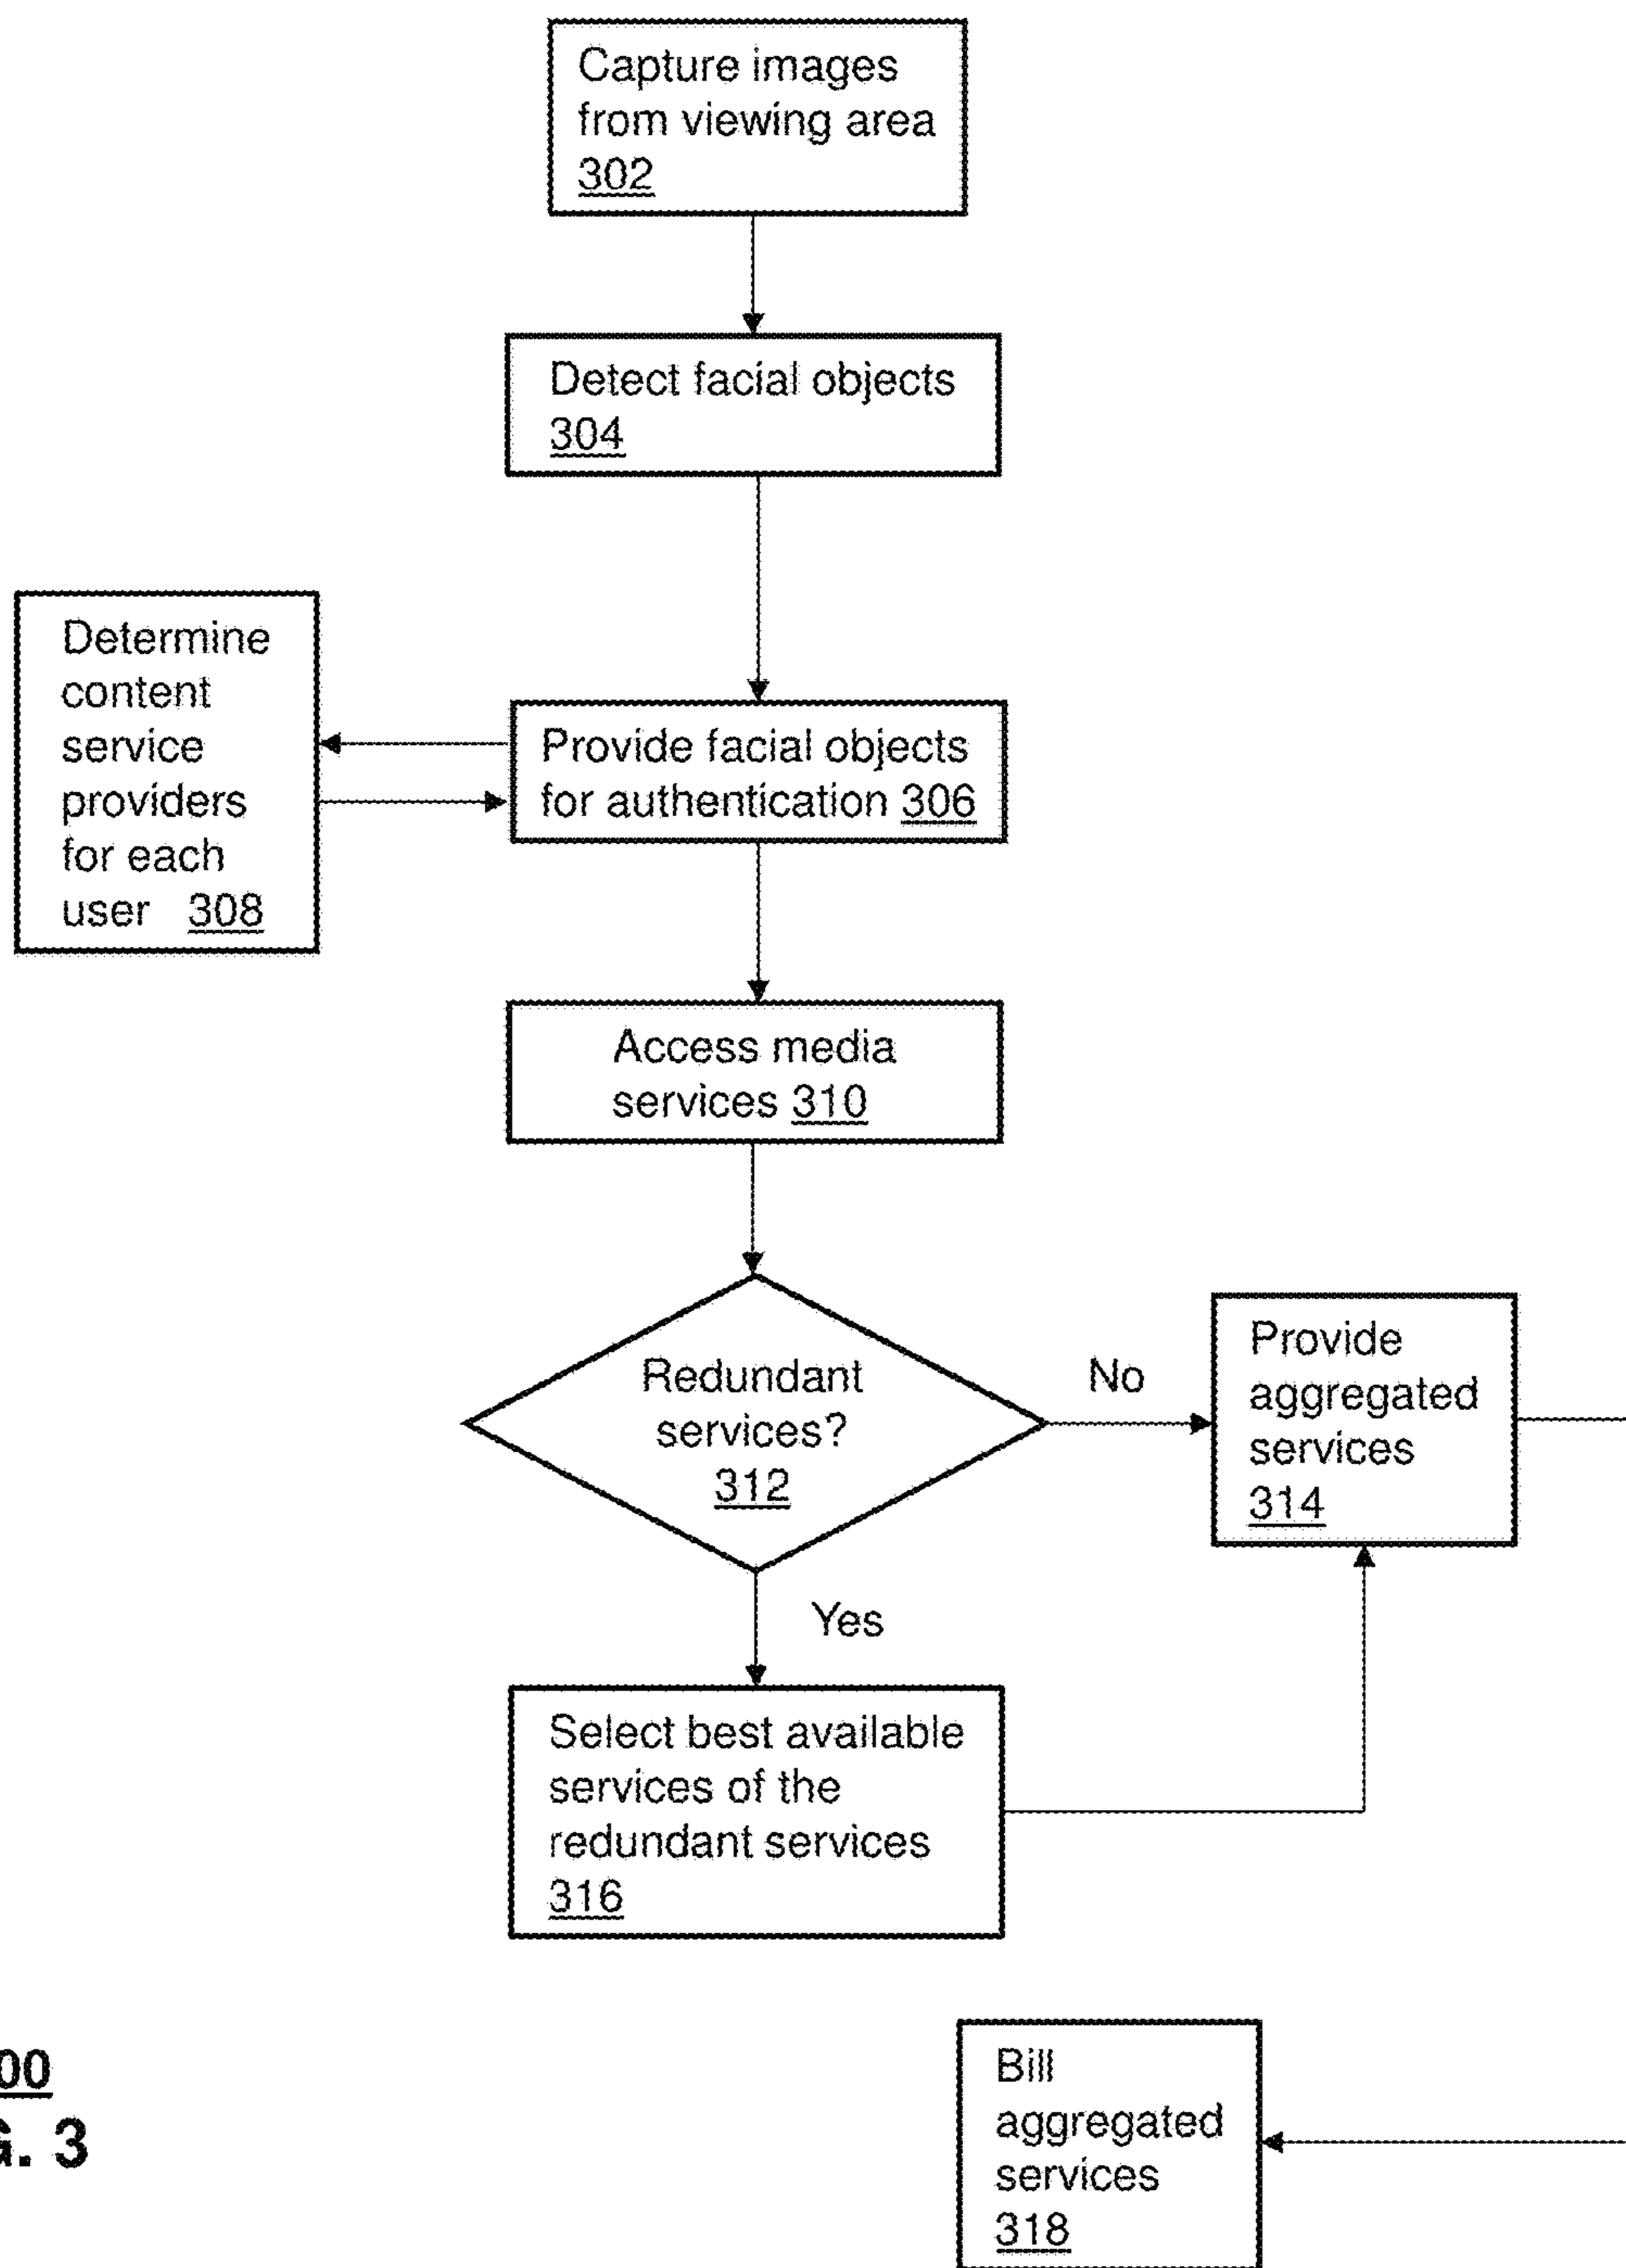 Capture images
from viewing area
302
Detect facial objects
304
Determine
content
service
providers
for each
user 308
Provide facial objects
for authentication 306
Access media
services 310
Redundant
services?
312
No
Provide
aggregated
services
314
Yes
Select best available
services of the
redundant services
316
00
G. 3
Bill
aggregated
services
318